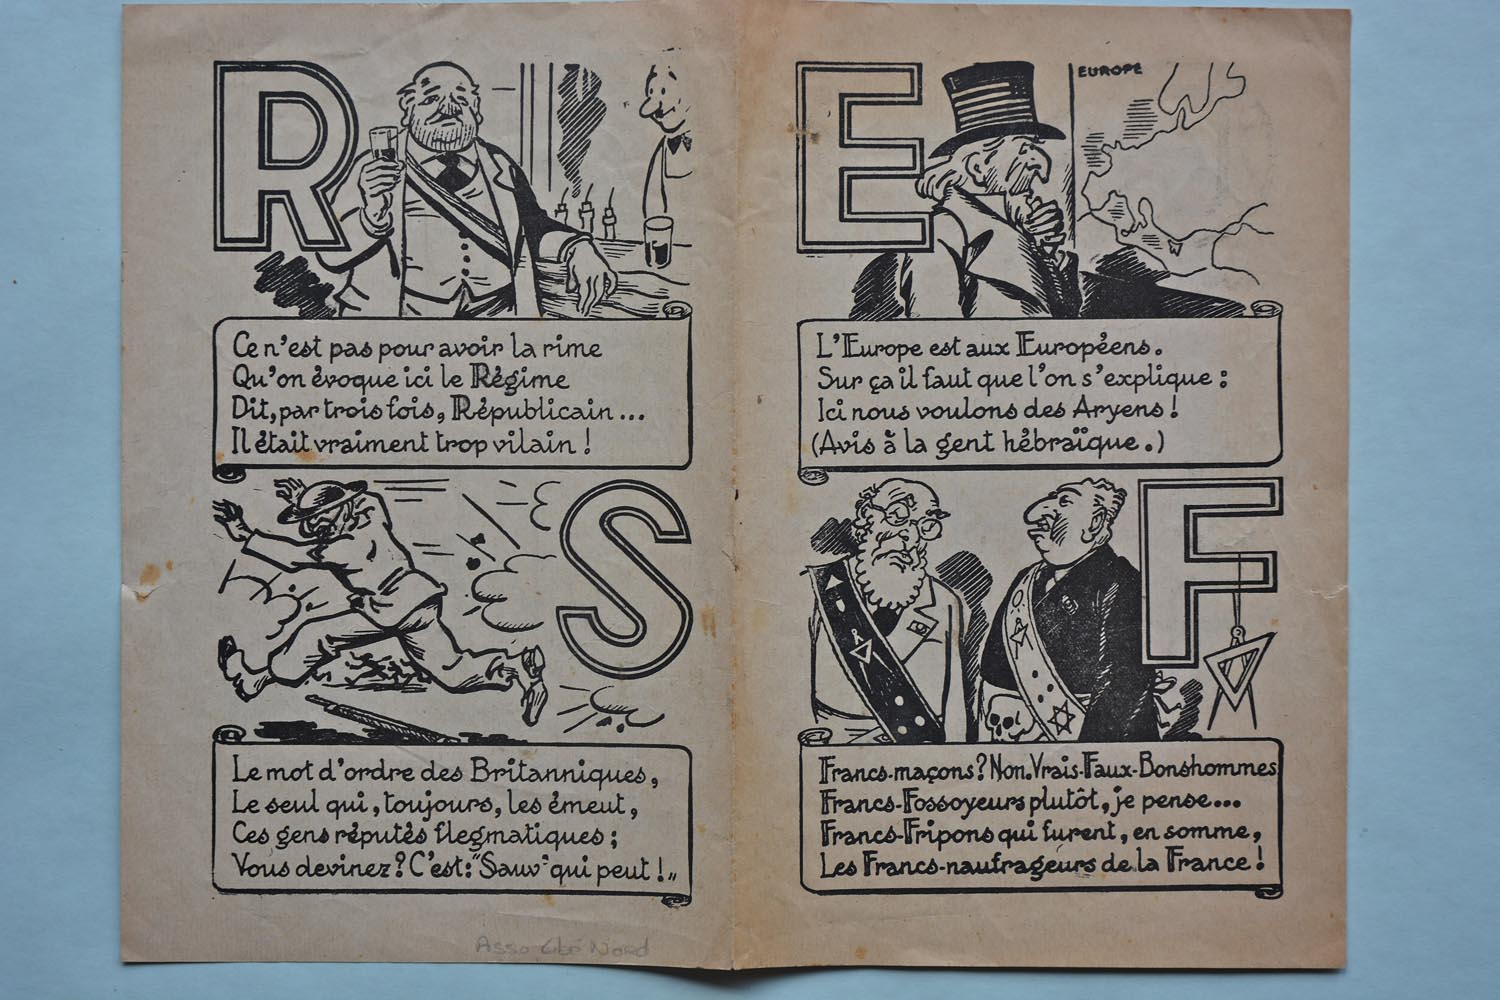 R
Ce n'est pas pour avoir la rime
Qu'on évoque ici le Régime
Dit, par trois fois, Républicain...
Il était vraiment trop vilain !
S
Le mot d'ordre des Britanniques,
Le seul qui, toujours, les émeut,
Ces gens réputés flegmatiques ;
Vous devinez ? C'est : "Sauv' qui peut !"
Asso Nord
E
EUROPE
L'Europe est aux Européens.
Sur ça il faut que l'on s'explique :
Ici nous voulons des Aryens !
(Avis à la gent hébraïque.)
F
Francs-maçons ? Non. Vrais-Faux-Bonshommes
Francs-Fossoyeurs plutôt, je pense...
Francs-Fripons qui furent, en somme,
Les Francs-naufrageurs de la France !